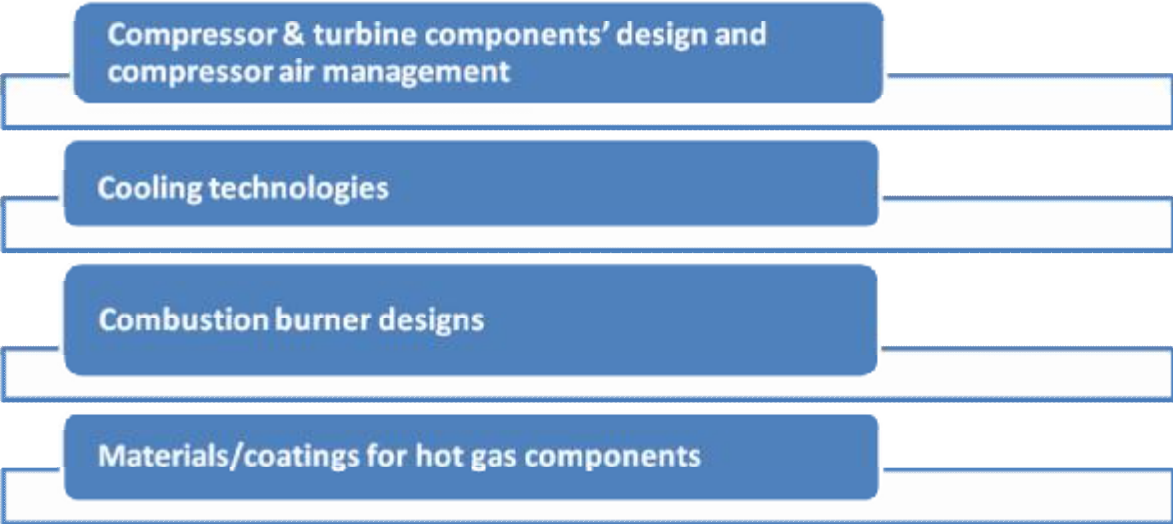 Compressor & turbine components’ design and
compressor air management
Cooling technologies
Combustion burner designs
Materials/coatings for hot gas components